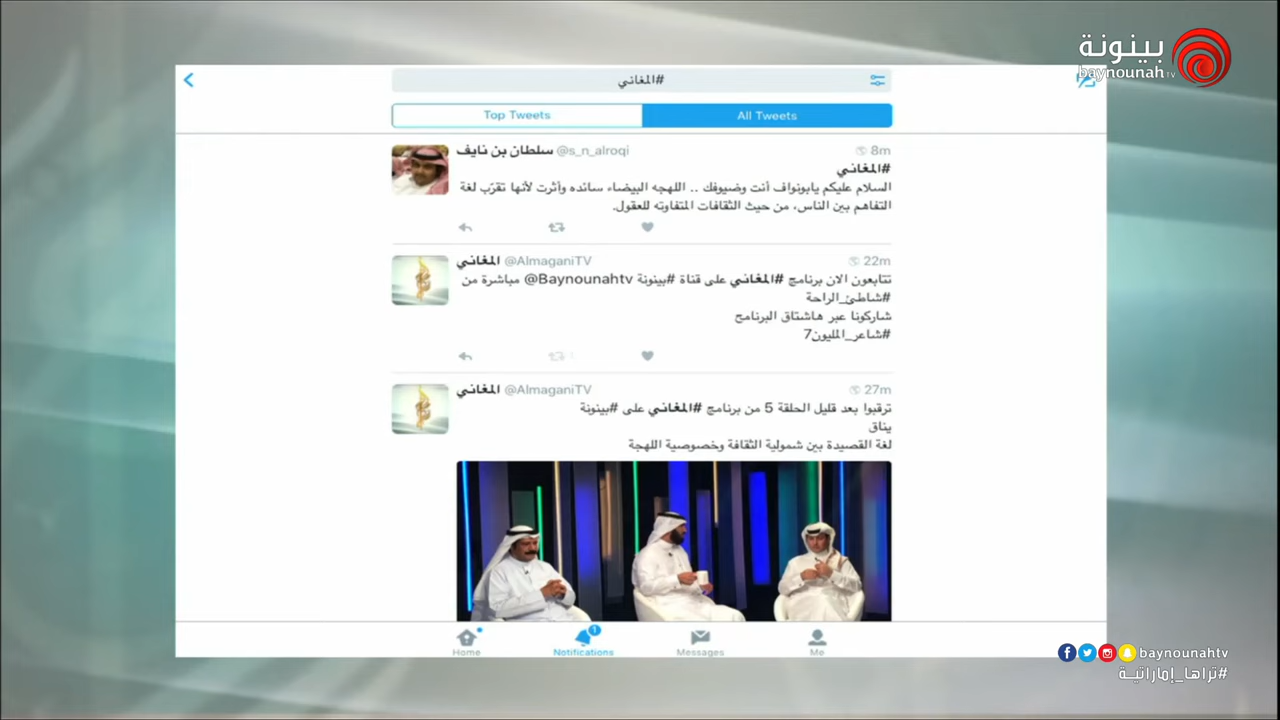 بينونة
baynounah TV
#المغاني
Top Tweets
All Tweets
سلطان بن نايف @s_n_alroqi 8m
#المغاني
السلام عليكم يابونواف أنت وضيوفك .. اللهجه البيضاء سائده وأثرت لأنها تقرّب لغة
التفاهم بين الناس، من حيث الثقافات المتفاوته للعقول.
المغاني @AlmaganiTV 22m
تتابعون الان برنامج #المغاني على قناة #بينونة @Baynounahtv مباشرة من
#شاطئ_الراحة
شاركونا عبر هاشتاق البرنامج
#شاعر_المليون7
1
المغاني @AlmaganiTV 27m
ترقبوا بعد قليل الحلقة 5 من برنامج #المغاني على #بينونة
يناق
لغة القصيدة بين شمولية الثقافة وخصوصية اللهجة
1
Home
Notifications
Messages
Me
baynounahtv
#تراها_إماراتية